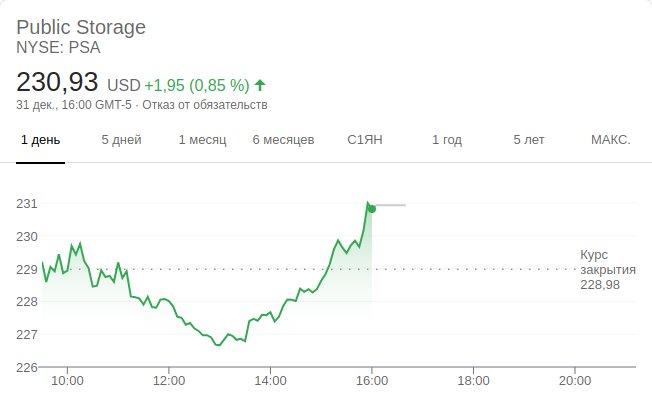 Public Storage
NYSE: PSA
230,93 USD +1,95 (0,85 %)
31 дек., 16:00 GMT-5 · Отказ от обязательств
1 день 5 дней 1 месяц 6 месяцев С1ЯН 1 год 5 лет МАКС.
231
230
229
228
227
226
Курс
закрытия
228,98
10:00 12:00 14:00 16:00 18:00 20:00